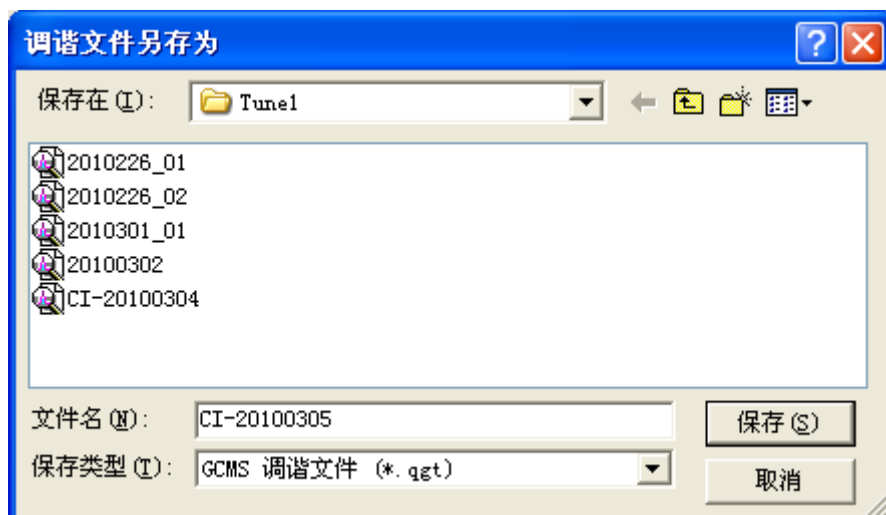 调谐文件另存为
保存在(I): Tune1
2010226_01
2010226_02
2010301_01
20100302
CI-20100304
文件名(N): CI-20100305 保存(S)
保存类型(T): GCMS 调谐文件 (*.qgt) 取消